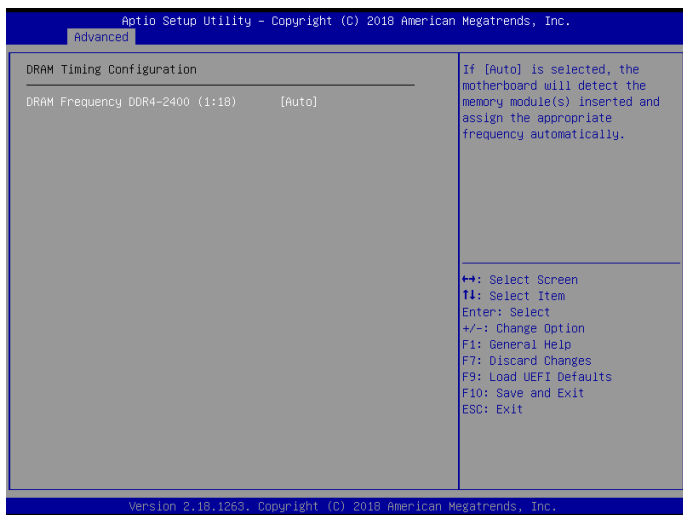 Aptio Setup Utility – Copyright (C) 2018 American Megatrends, Inc.
Advanced
DRAM Timing Configuration
DRAM Frequency DDR4-2400 (1:18) [Auto]
If [Auto] is selected, the
motherboard will detect the
memory module(s) inserted and
assign the appropriate
frequency automatically.
↔: Select Screen
↑↓: Select Item
Enter: Select
+/-: Change Option
F1: General Help
F7: Discard Changes
F9: Load UEFI Defaults
F10: Save and Exit
ESC: Exit
Version 2.18.1263. Copyright (C) 2018 American Megatrends, Inc.